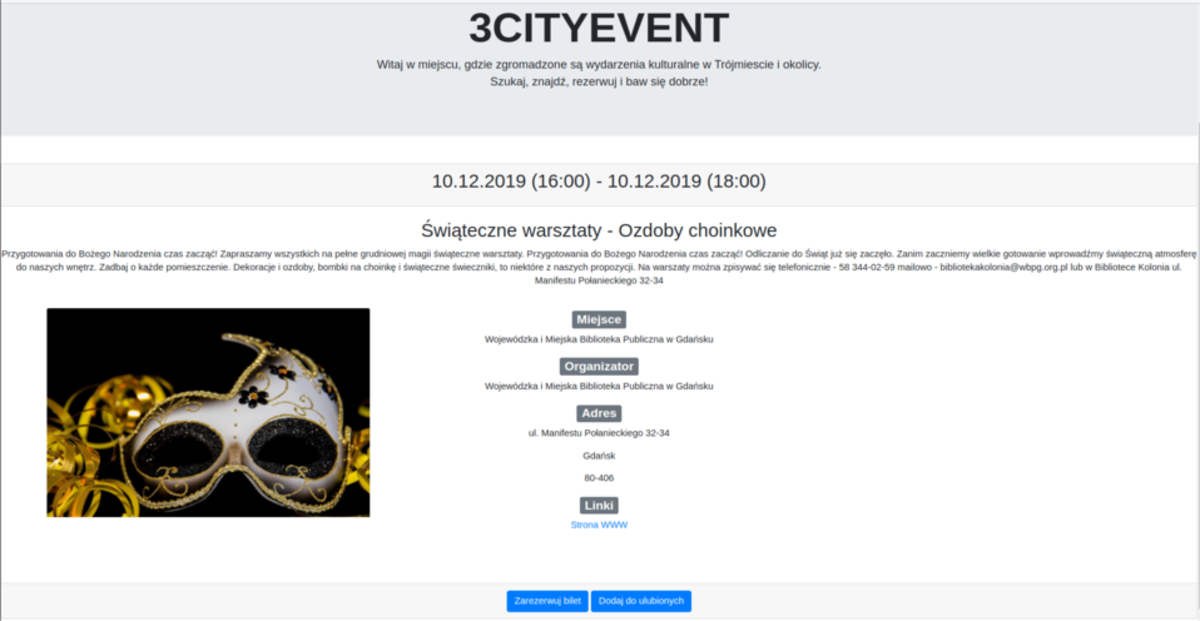 3CITYEVENT
Witaj w miejscu, gdzie zgromadzone są wydarzenia kulturalne w Trójmiescie i okolicy.
Szukaj, znajdź, rezerwuj i baw się dobrze!
10.12.2019 (16:00) - 10.12.2019 (18:00)
Świąteczne warsztaty - Ozdoby choinkowe
Przygotowania do Bożego Narodzenia czas zacząć! Zapraszamy wszystkich na pełne grudniowej magii świąteczne warsztaty. Przygotowania do Bożego Narodzenia czas zacząć! Odliczanie do Świąt już się zaczęło. Zanim zaczniemy wielkie gotowanie wprowadźmy świąteczną atmosferę
do naszych wnętrz. Zadbaj o każde pomieszczenie. Dekoracje i ozdoby, bombki na choinkę i świąteczne świeczniki, to niektóre z naszych propozycji. Na warszaty można zpisywać się telefonicznie - 58 344-02-59 mailowo - bibliotekakolonia@wbpg.org.pl lub w Bibliotece Kolonia ul.
Manifestu Połanieckiego 32-34
Miejsce
Wojewódzka i Miejska Biblioteka Publiczna w Gdańsku
Organizator
Wojewódzka i Miejska Biblioteka Publiczna w Gdańsku
Adres
ul. Manifestu Połanieckiego 32-34
Gdańsk
80-406
Linki
Strona WWW
Zarezerwuj bilet Dodaj do ulubionych